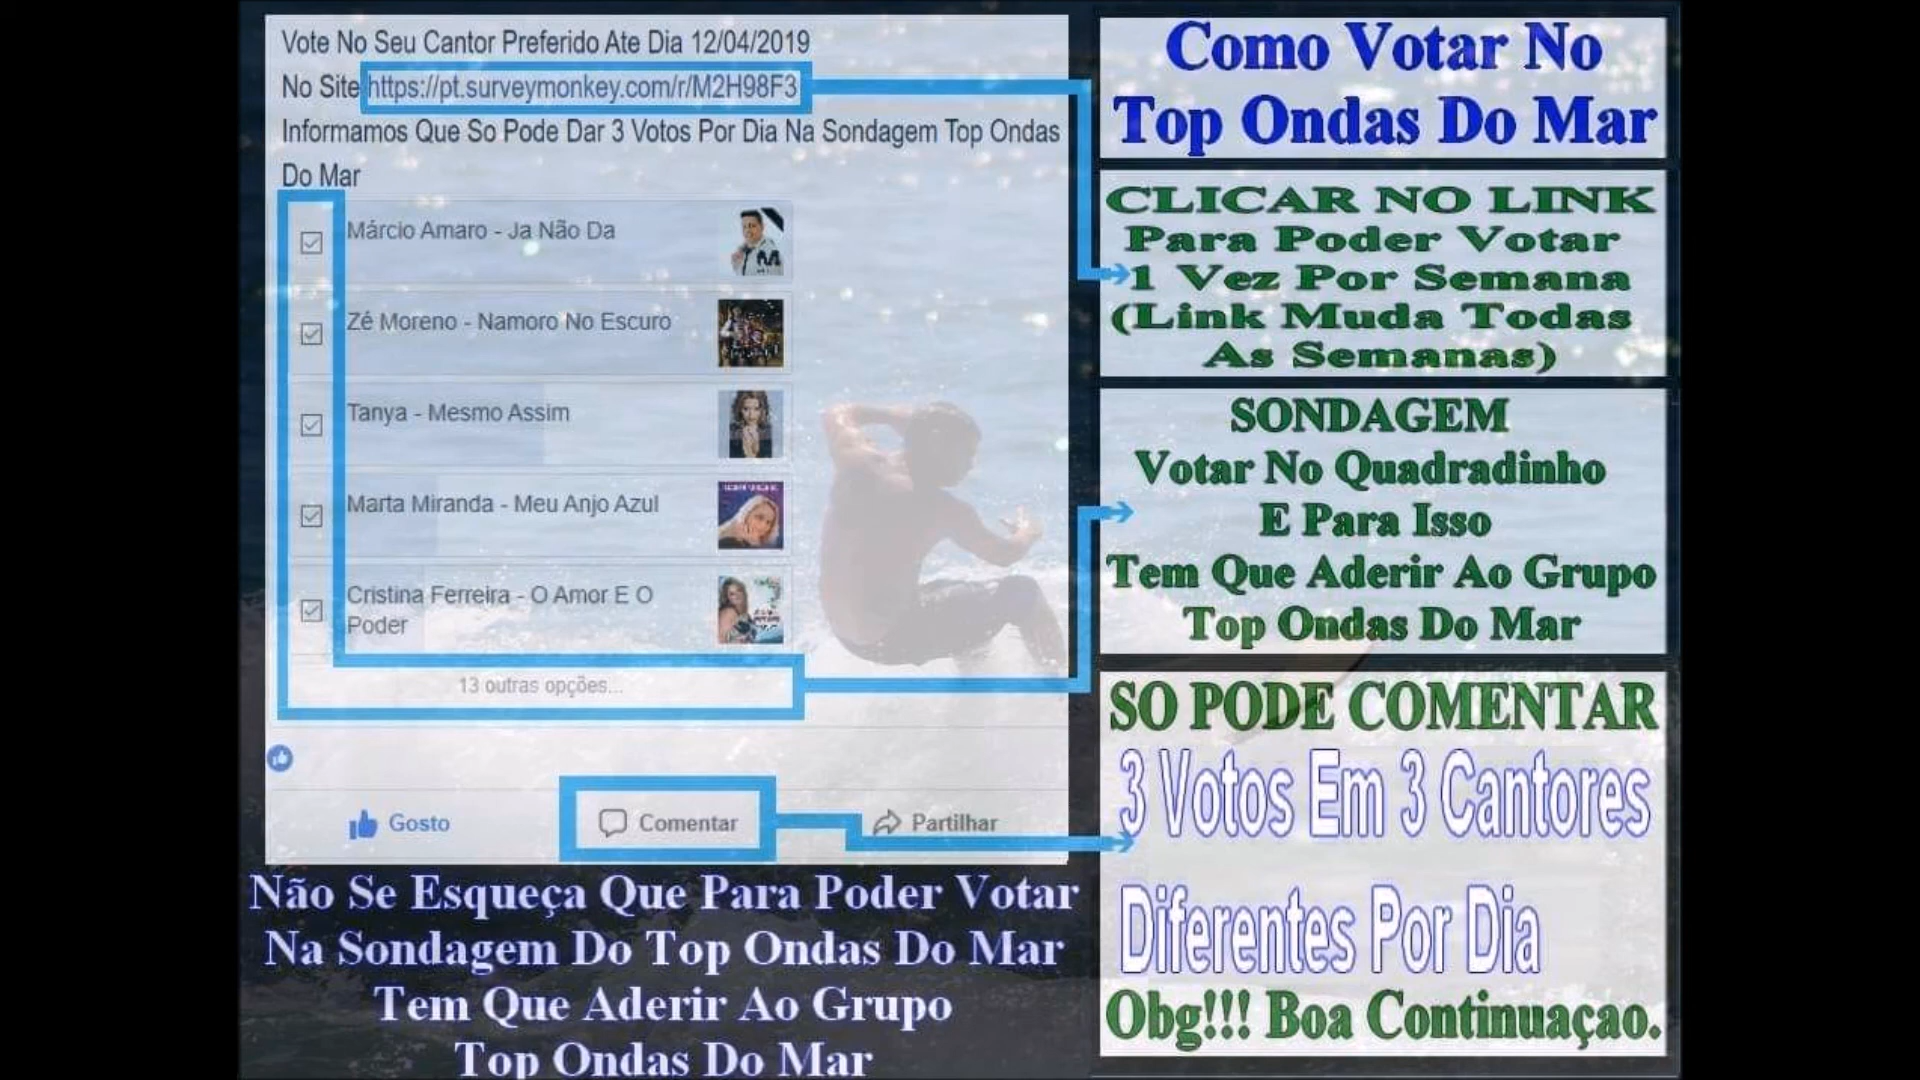 Vote No Seu Cantor Preferido Ate Dia 12/04/2019
No Site https://pt.surveymonkey.com/r/M2H98F3
Informamos Que So Pode Dar 3 Votos Por Dia Na Sondagem Top Ondas
Do Mar
Márcio Amaro - Ja Não Da
Zé Moreno - Namoro No Escuro
Tanya - Mesmo Assim
Marta Miranda - Meu Anjo Azul
Cristina Ferreira - O Amor E O
Poder
13 outras opções...
Gosto
Comentar
Partilhar
Não Se Esqueça Que Para Poder Votar
Na Sondagem Do Top Ondas Do Mar
Tem Que Aderir Ao Grupo
Top Ondas Do Mar
Como Votar No
Top Ondas Do Mar
CLICAR NO LINK
Para Poder Votar
1 Vez Por Semana
(Link Muda Todas
As Semanas)
SONDAGEM
Votar No Quadradinho
E Para Isso
Tem Que Aderir Ao Grupo
Top Ondas Do Mar
SO PODE COMENTAR
3 Votos Em 3 Cantores
Diferentes Por Dia
Obg!!! Boa Continuaçao.